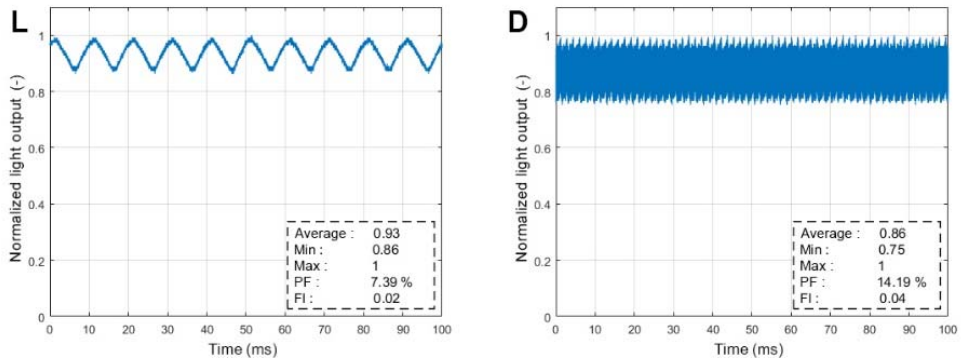 L
Normalized light output (-)
1
0.8
0.6
0.4
0.2
0
Average : 0.93
Min : 0.86
Max : 1
PF : 7.39 %
FI : 0.02
0 10 20 30 40 50 60 70 80 90 100
Time (ms)
D
Normalized light output (-)
1
0.8
0.6
0.4
0.2
0
Average : 0.86
Min : 0.75
Max : 1
PF : 14.19 %
FI : 0.04
0 10 20 30 40 50 60 70 80 90 100
Time (ms)